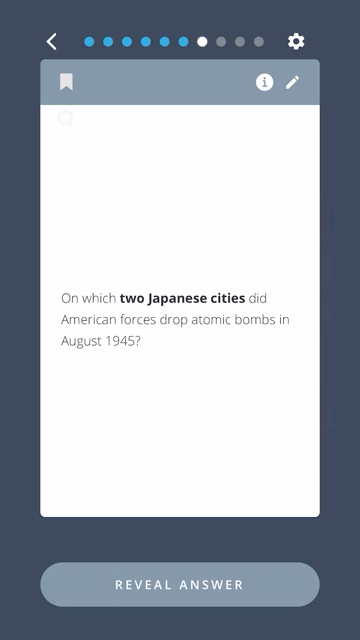 On which two Japanese cities did
American forces drop atomic bombs in
August 1945?
REVEAL ANSWER